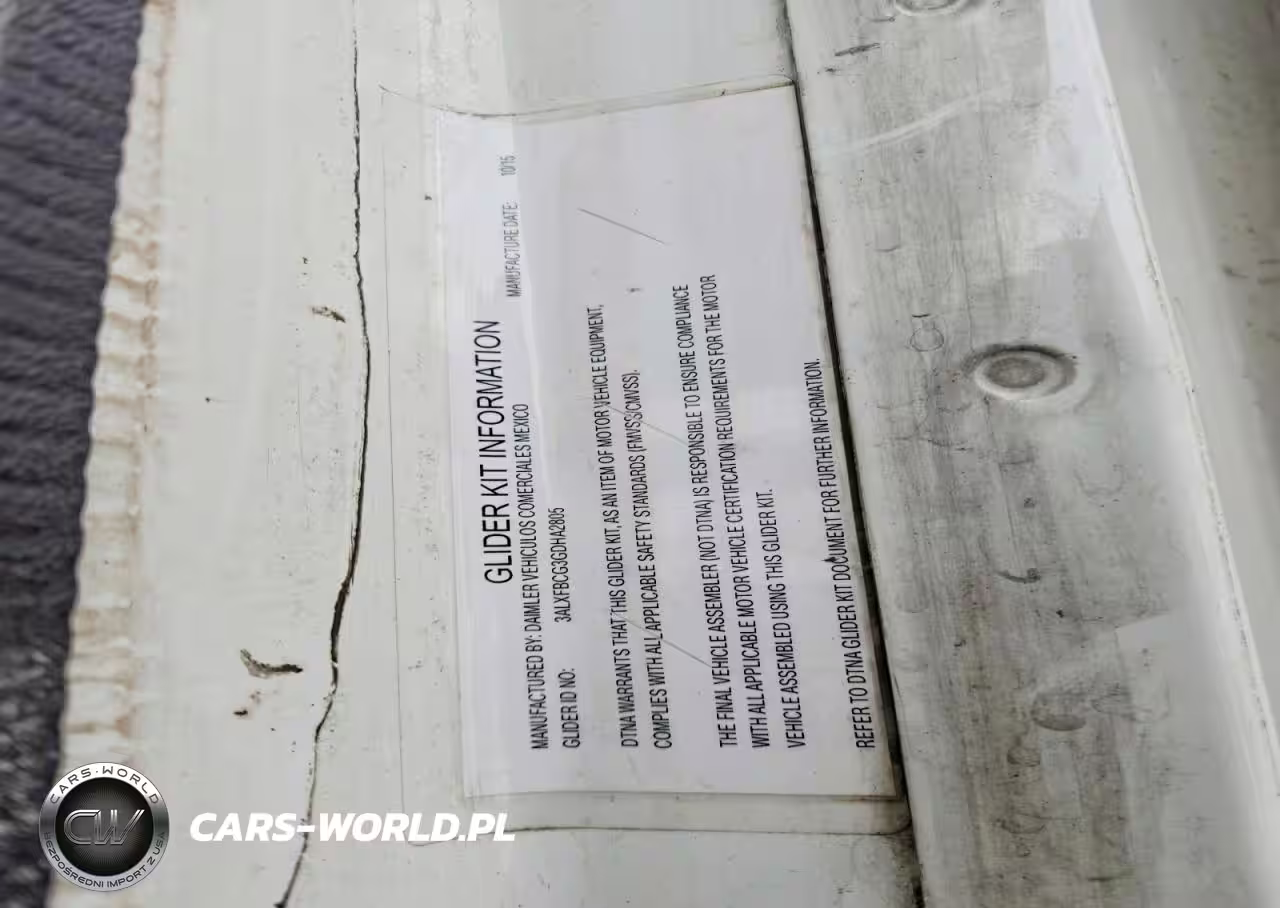 GLIDER KIT INFORMATION
MANUFACTURED BY: DAIMLER VEHICULOS COMERCIALES MEXICO
MANUFACTURE DATE: 10/15
GLIDER ID NO: 3ALXFBCG3GDHA2805
DTNA WARRANTS THAT THIS GLIDER KIT, AS AN ITEM OF MOTOR VEHICLE EQUIPMENT,
COMPLIES WITH ALL APPLICABLE SAFETY STANDARDS (FMVSS/CMVSS).
THE FINAL VEHICLE ASSEMBLER (NOT DTNA) IS RESPONSIBLE TO ENSURE COMPLIANCE
WITH ALL APPLICABLE MOTOR VEHICLE CERTIFICATION REQUIREMENTS FOR THE MOTOR
VEHICLE ASSEMBLED USING THIS GLIDER KIT.
REFER TO DTNA GLIDER KIT DOCUMENT FOR FURTHER INFORMATION.
CARS-WORLD
CW
BEZPOŚREDNI IMPORT Z USA
CARS-WORLD.PL